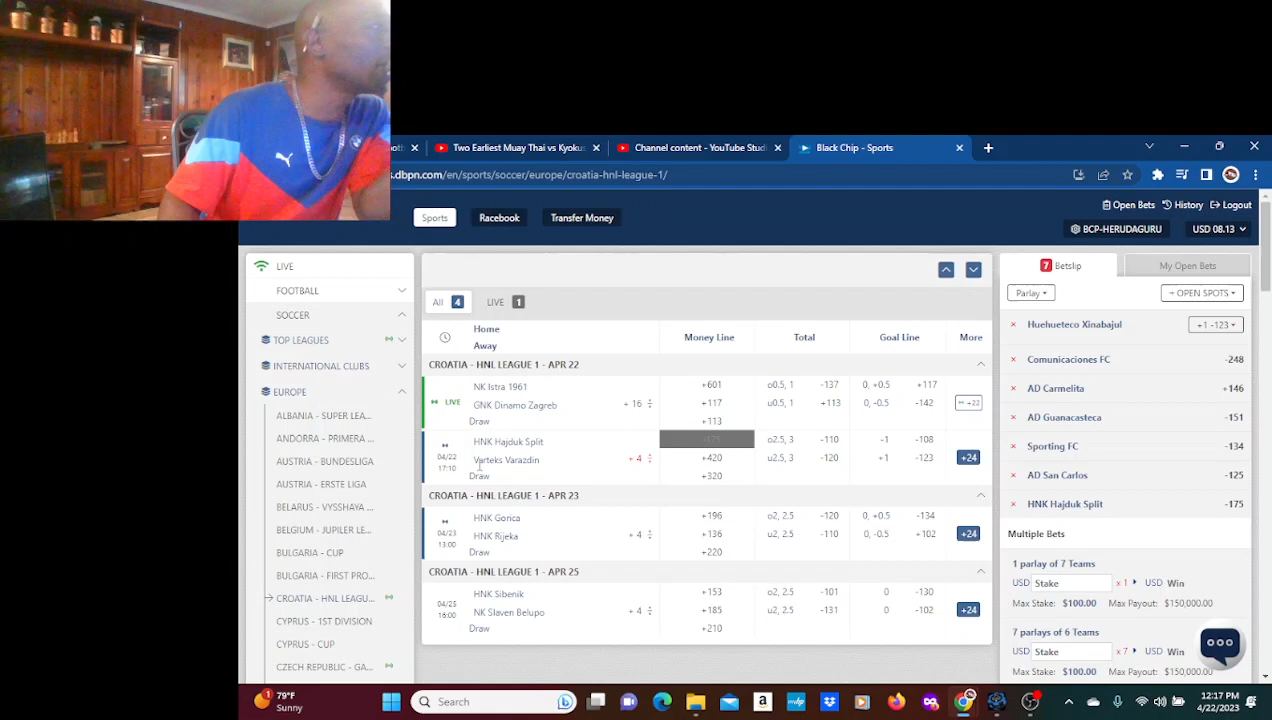 oth
Two Earliest Muay Thai vs Kyokus
Channel content - YouTube Studi
Black Chip - Sports
s.dbpn.com/en/sports/soccer/europe/croatia-hnl-league-1/
Open Bets History Logout
Sports Racebook Transfer Money
BCP-HERUDAGURU USD 08.13
LIVE
FOOTBALL
SOCCER
TOP LEAGUES
INTERNATIONAL CLUBS
EUROPE
ALBANIA - SUPER LEA...
ANDORRA - PRIMERA ...
AUSTRIA - BUNDESLIGA
AUSTRIA - ERSTE LIGA
BELARUS - VYSSHAYA ...
BELGIUM - JUPILER LE...
BULGARIA - CUP
BULGARIA - FIRST PRO...
CROATIA - HNL LEAGU...
CYPRUS - 1ST DIVISION
CYPRUS - CUP
CZECH REPUBLIC - GA...
All 4 LIVE 1
Home
Away
Money Line Total Goal Line More
CROATIA - HNL LEAGUE 1 - APR 22
NK Istra 1961 +601 o0.5, 1 -137 0, +0.5 +117
LIVE GNK Dinamo Zagreb + 16 +117 u0.5, 1 +113 0, -0.5 -142 +22
Draw +113
HNK Hajduk Split -175 o2.5, 3 -110 -1 -108
04/22 17:10 Varteks Varazdin + 4 +420 u2.5, 3 -120 +1 -123 +24
Draw +320
CROATIA - HNL LEAGUE 1 - APR 23
HNK Gorica +196 o2, 2.5 -120 0, +0.5 -134
04/23 13:00 HNK Rijeka + 4 +136 u2, 2.5 -110 0, -0.5 +102 +24
Draw +220
CROATIA - HNL LEAGUE 1 - APR 25
HNK Sibenik +153 o2, 2.5 -101 0 -130
04/25 16:00 NK Slaven Belupo + 4 +185 u2, 2.5 -131 0 -102 +24
Draw +210
7 Betslip My Open Bets
Parlay + OPEN SPOTS
Huehueteco Xinabajul +1 -123
Comunicaciones FC -248
AD Carmelita +146
AD Guanacasteca -151
Sporting FC -134
AD San Carlos -125
HNK Hajduk Split -175
Multiple Bets
1 parlay of 7 Teams
USD Stake x 1 USD Win
Max Stake: $100.00 Max Payout: $150,000.00
7 parlays of 6 Teams
USD Stake x 7 USD Win
Max Stake: $100.00 Max Payout: $150,000.00
1 79°F
Sunny
Search
12:17 PM
4/22/2023